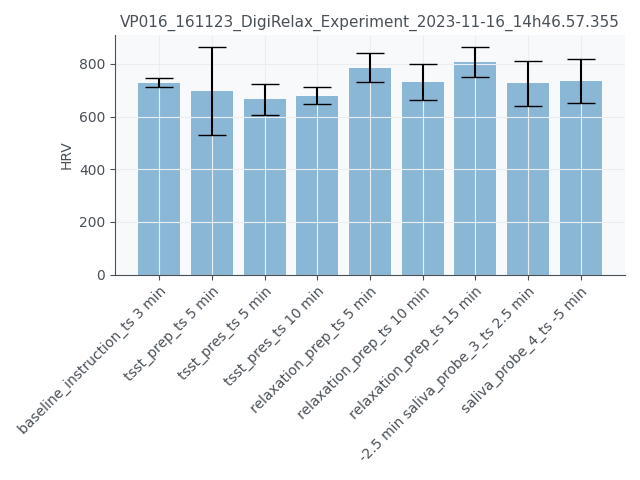 VP016_161123_DigiRelax_Experiment_2023-11-16_14h46.57.355
HRV
800
600
400
200
0
baseline_instruction_ts 3 min
tsst_prep_ts 5 min
tsst_pres_ts 5 min
tsst_pres_ts 10 min
relaxation_prep_ts 5 min
relaxation_prep_ts 10 min
relaxation_prep_ts 15 min
-2.5 min saliva_probe_3_ts 2.5 min
saliva_probe_4_ts -5 min